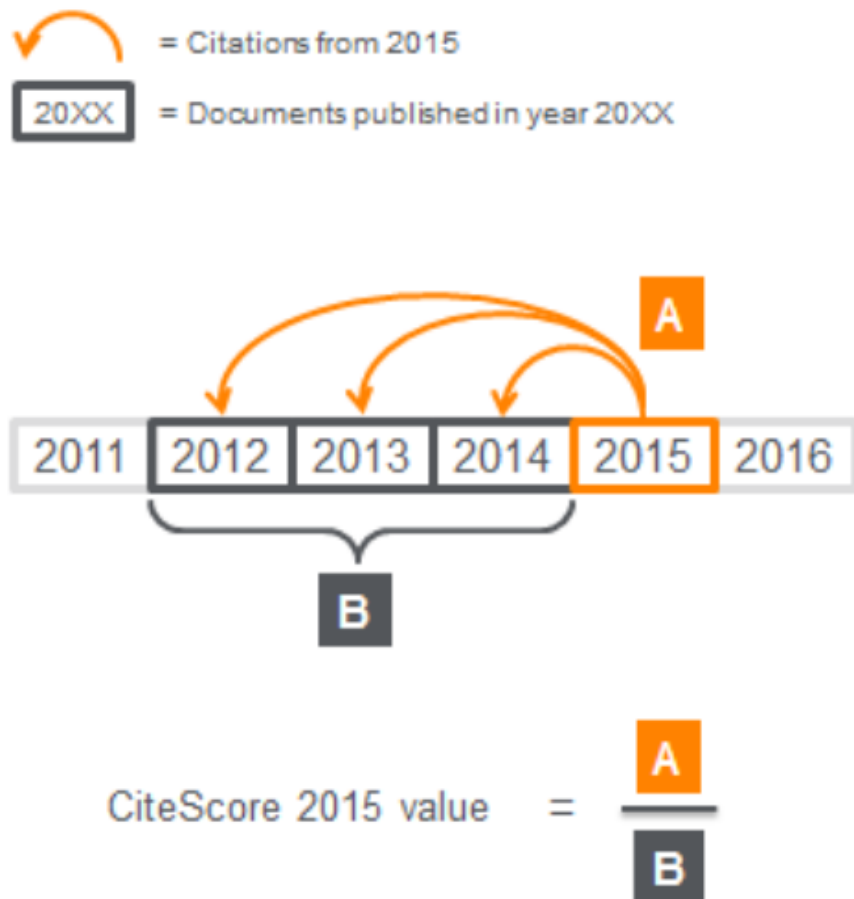 = Citations from 2015
20XX = Documents published in year 20XX
A
2011 2012 2013 2014 2015 2016
B
A
CiteScore 2015 value =
B